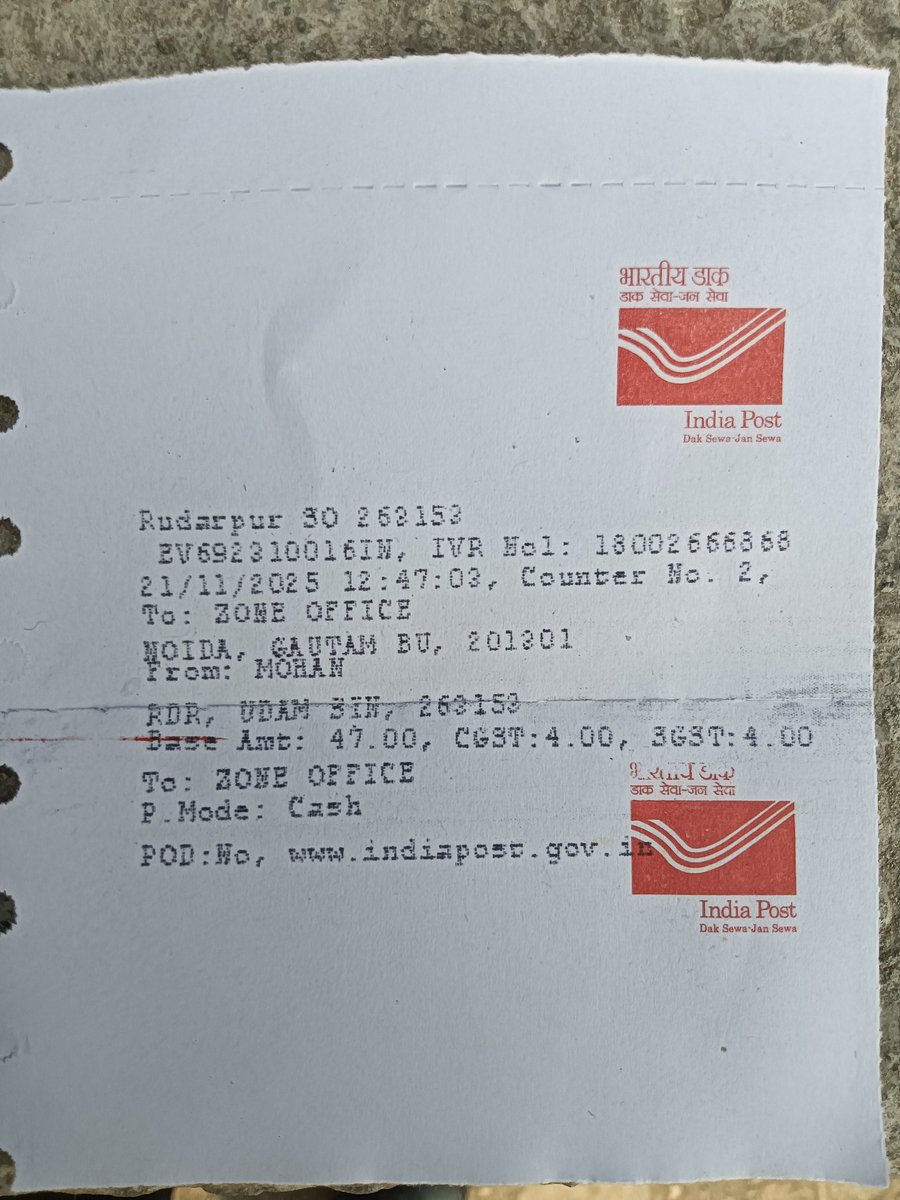 भारतीय डाक
डाक सेवा-जन सेवा
India Post
Dak Sewa-Jan Sewa
Rudarpur SO 263153
EV692310016IN, IVR No1: 18002666868
21/11/2025 12:47:03, Counter No. 2,
To: ZONE OFFICE
NOIDA, GAUTAM BU, 201301
From: MOHAN
RDR, UDAM SIN, 263153
Base Amt: 47.00, CGST:4.00, SGST:4.00
To: ZONE OFFICE
P.Mode: Cash
POD:No, www.indiapost.gov.in
भारतीय डाक
डाक सेवा-जन सेवा
India Post
Dak Sewa-Jan Sewa